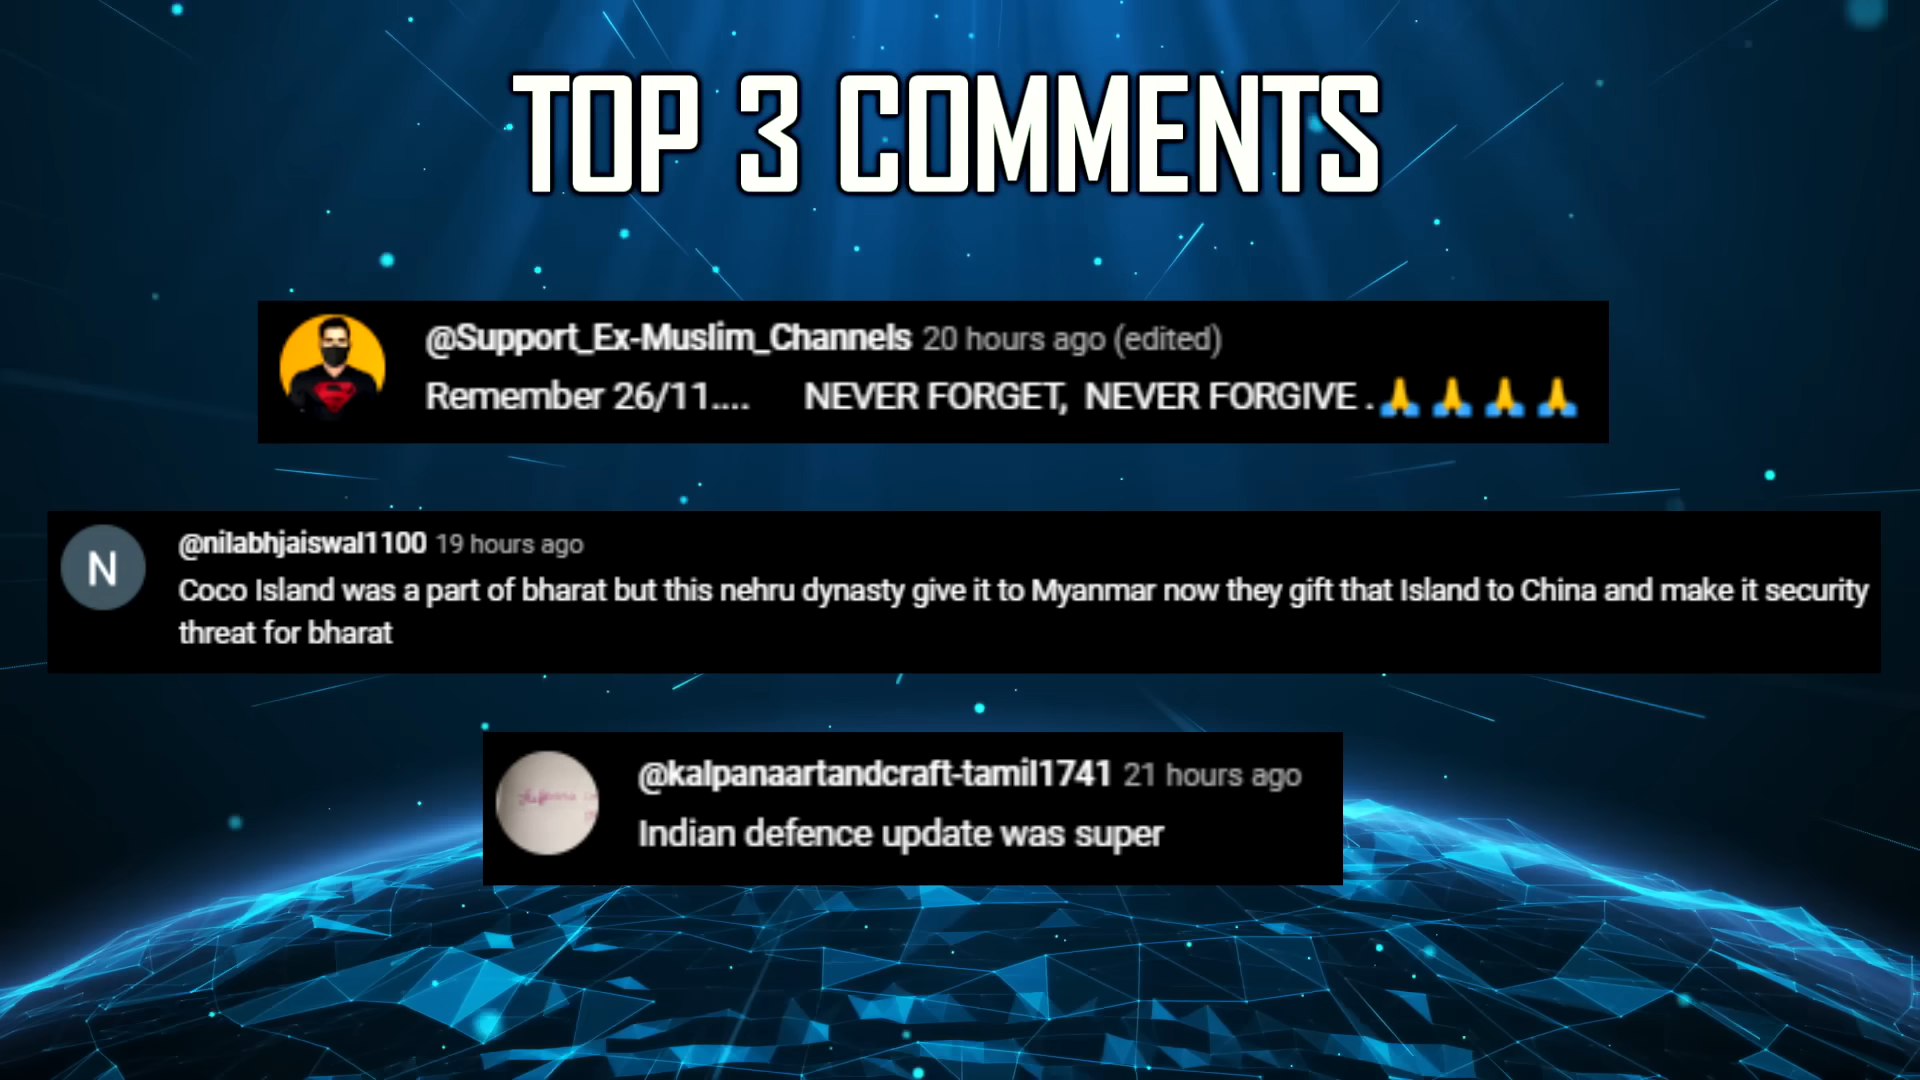 TOP 3 COMMENTS
@Support_Ex-Muslim_Channels 20 hours ago (edited)
Remember 26/11.... NEVER FORGET, NEVER FORGIVE .🙏🙏🙏🙏
N
@nilabhjaiswal1100 19 hours ago
Coco Island was a part of bharat but this nehru dynasty give it to Myanmar now they gift that Island to China and make it security
threat for bharat
@kalpanaartandcraft-tamil1741 21 hours ago
Indian defence update was super